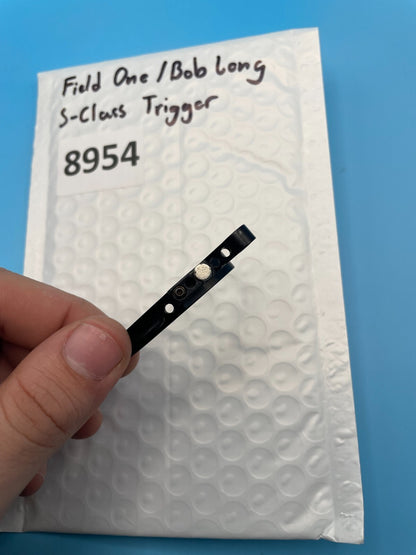 Field One / Bob Long
S-Class Trigger
8954